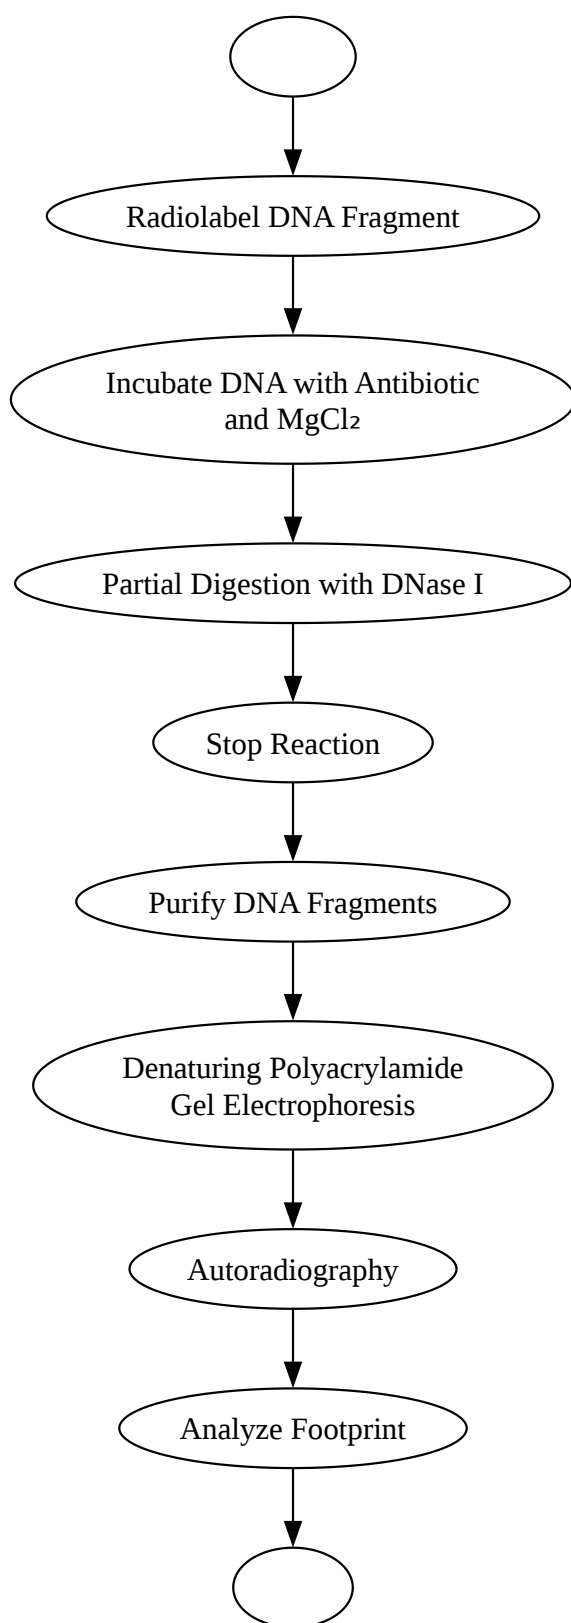 Radiolabel DNA Fragment
Incubate DNA with Antibiotic
and MgCl₂
Partial Digestion with DNase I
Stop Reaction
Purify DNA Fragments
Denaturing Polyacrylamide
Gel Electrophoresis
Autoradiography
Analyze Footprint